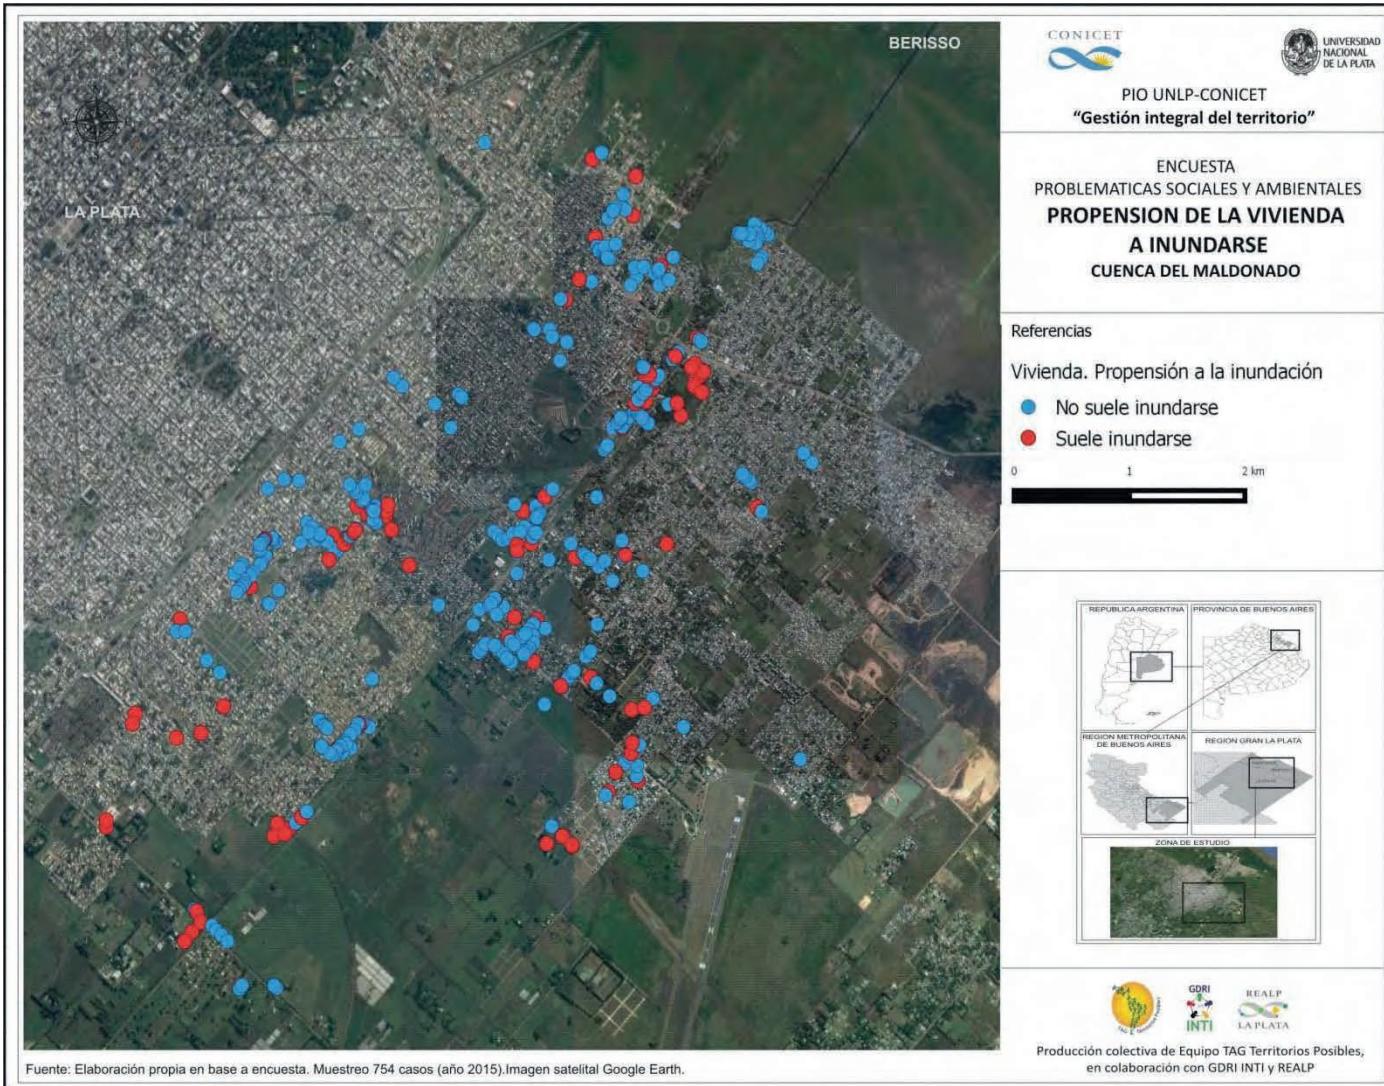 BERISSO
LA PLATA
CONICET
UNIVERSIDAD
NACIONAL
DE LA PLATA
PIO UNLP-CONICET
“Gestión integral del territorio”
ENCUESTA
PROBLEMATICAS SOCIALES Y AMBIENTALES
PROPENSION DE LA VIVIENDA
A INUNDARSE
CUENCA DEL MALDONADO
Referencias
Vivienda. Propensión a la inundación
No suele inundarse
Suele inundarse
0 1 2 km
REPUBLICA ARGENTINA
PROVINCIA DE BUENOS AIRES
REGION METROPOLITANA
DE BUENOS AIRES
REGION GRAN LA PLATA
ZONA DE ESTUDIO
GDRI
INTI
REALP
LA PLATA
Producción colectiva de Equipo TAG Territorios Posibles,
en colaboración con GDRI INTI y REALP
Fuente: Elaboración propia en base a encuesta. Muestreo 754 casos (año 2015).Imagen satelital Google Earth.